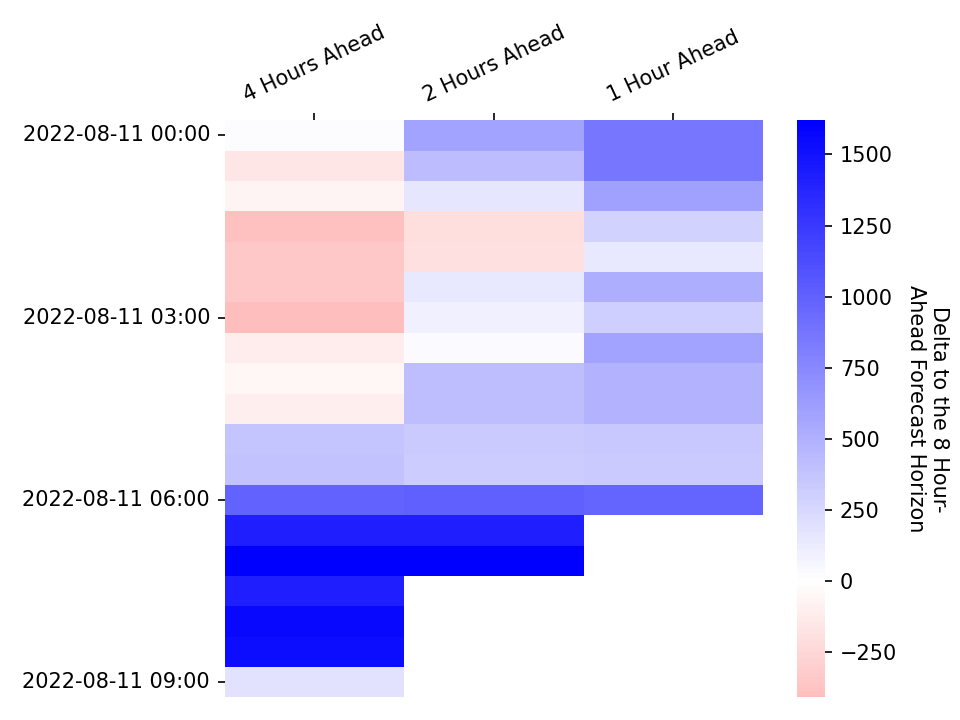 4 Hours Ahead
2 Hours Ahead
1 Hour Ahead
2022-08-11 00:00
2022-08-11 03:00
2022-08-11 06:00
2022-08-11 09:00
1500
1250
1000
750
500
250
0
−250
Delta to the 8 Hour-
Ahead Forecast Horizon